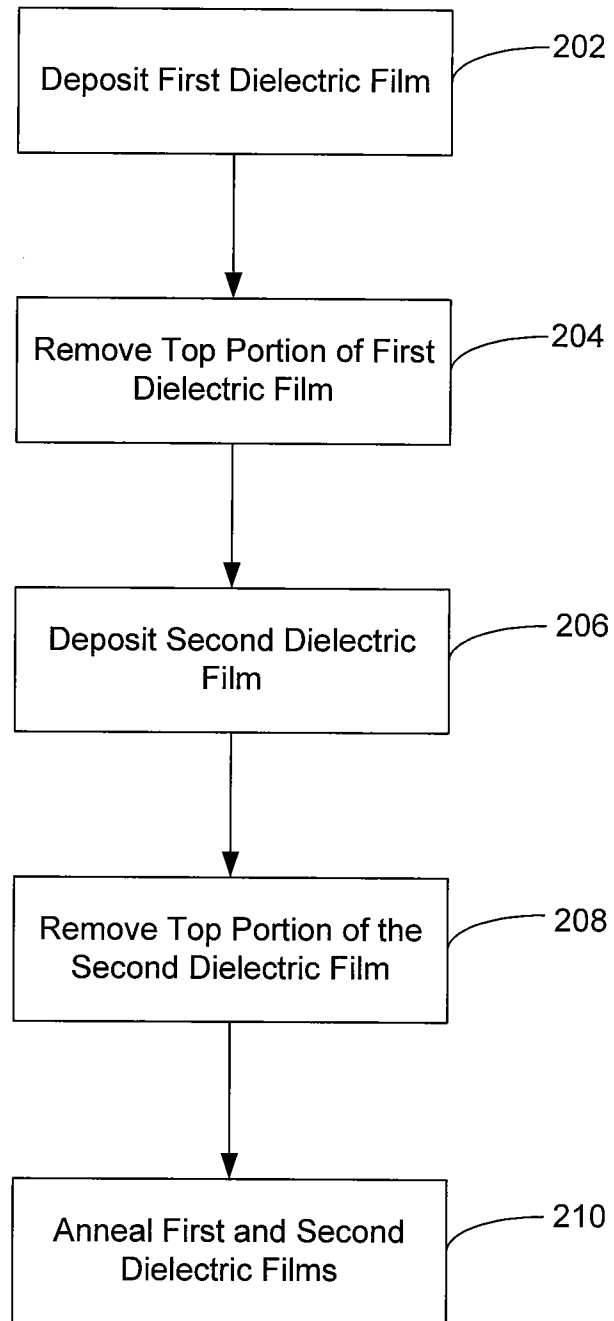 Deposit First Dielectric Film
202
Remove Top Portion of First
Dielectric Film
204
Deposit Second Dielectric
Film
206
Remove Top Portion of the
Second Dielectric Film
208
Anneal First and Second
Dielectric Films
210